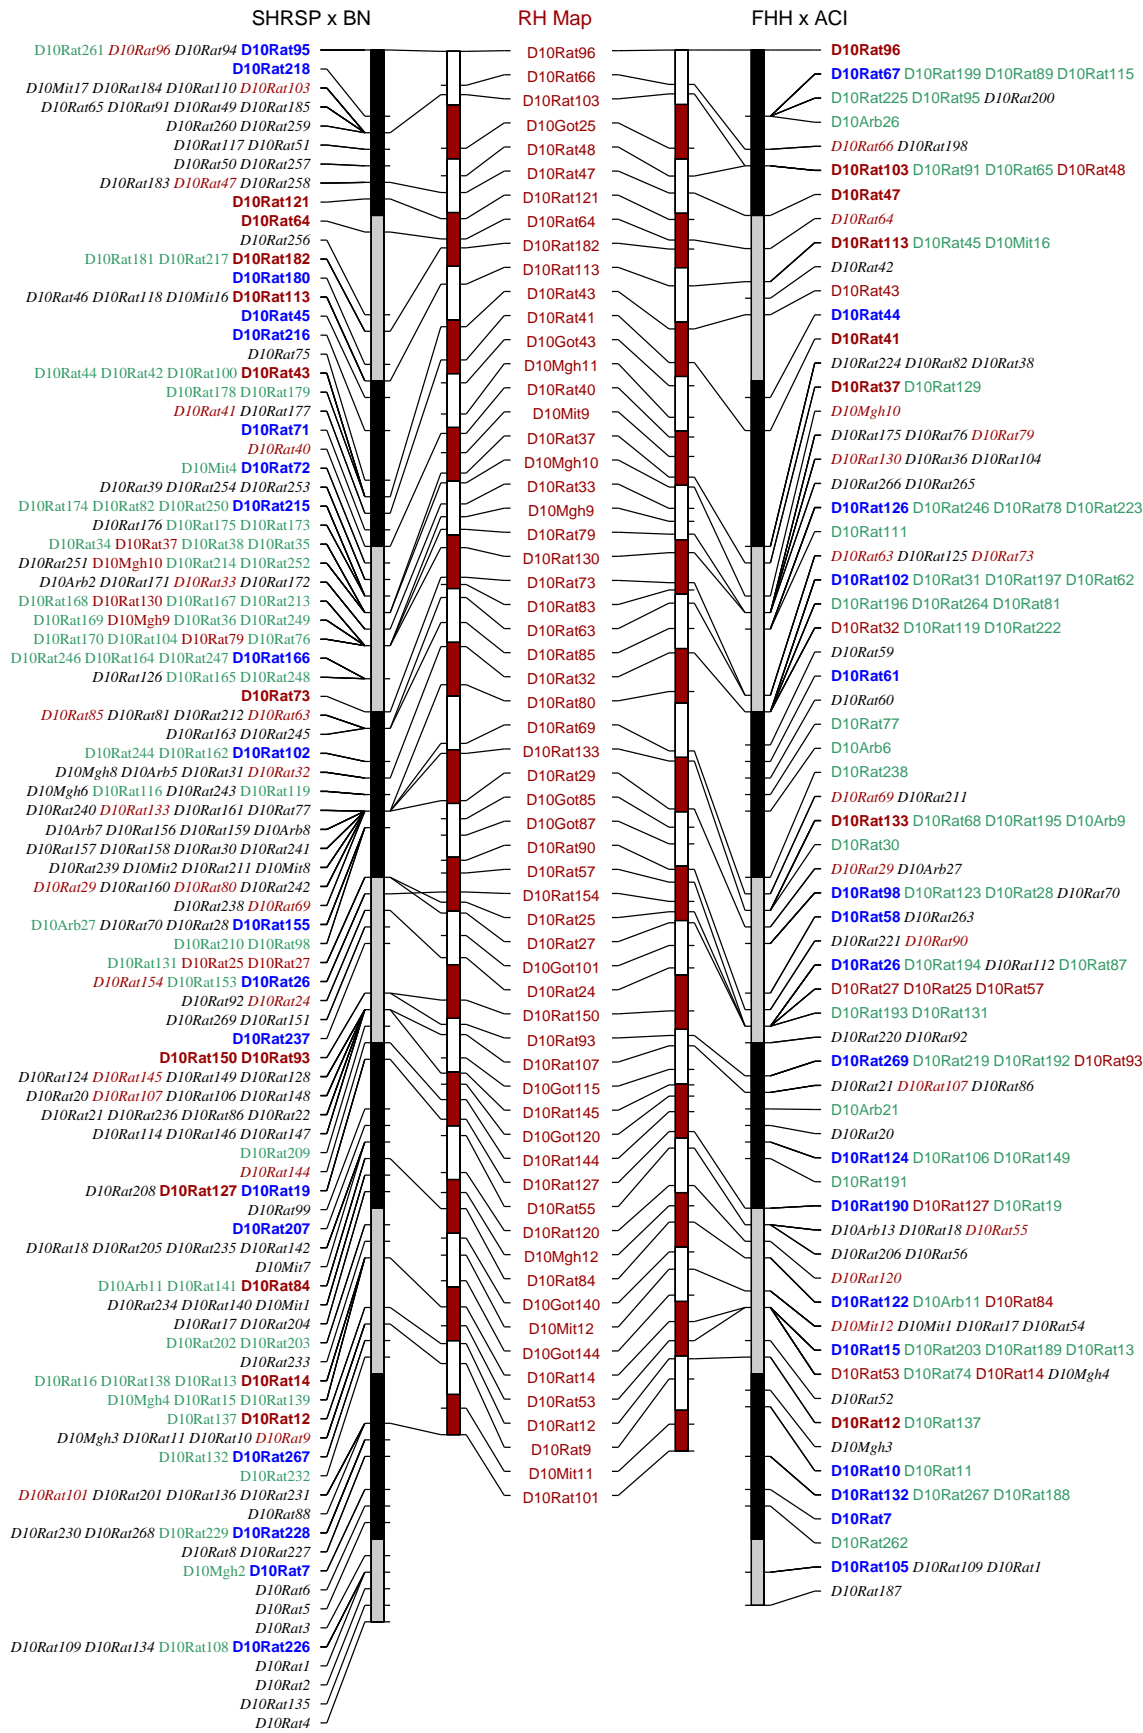 SHRSP x BN
RH Map
FHH x ACI
D10Rat261 D10Rat96 D10Rat94 D10Rat95
D10Rat218
D10Mit17 D10Rat184 D10Rat110 D10Rat103
D10Rat65 D10Rat91 D10Rat49 D10Rat185
D10Rat260 D10Rat259
D10Rat117 D10Rat51
D10Rat50 D10Rat257
D10Rat183 D10Rat47 D10Rat258
D10Rat121
D10Rat64
D10Rat256
D10Rat181 D10Rat217 D10Rat182
D10Rat180
D10Rat46 D10Rat118 D10Mit16 D10Rat113
D10Rat45
D10Rat216
D10Rat75
D10Rat44 D10Rat42 D10Rat100 D10Rat43
D10Rat178 D10Rat179
D10Rat41 D10Rat177
D10Rat71
D10Rat40
D10Mit4 D10Rat72
D10Rat39 D10Rat254 D10Rat253
D10Rat174 D10Rat82 D10Rat250 D10Rat215
D10Rat176 D10Rat175 D10Rat173
D10Rat34 D10Rat37 D10Rat38 D10Rat35
D10Rat251 D10Mgh10 D10Rat214 D10Rat252
D10Arb2 D10Rat171 D10Rat33 D10Rat172
D10Rat168 D10Rat130 D10Rat167 D10Rat213
D10Rat169 D10Mgh9 D10Rat36 D10Rat249
D10Rat170 D10Rat104 D10Rat79 D10Rat76
D10Rat246 D10Rat164 D10Rat247 D10Rat166
D10Rat126 D10Rat165 D10Rat248
D10Rat73
D10Rat85 D10Rat81 D10Rat212 D10Rat63
D10Rat163 D10Rat245
D10Rat244 D10Rat162 D10Rat102
D10Mgh8 D10Arb5 D10Rat31 D10Rat32
D10Mgh6 D10Rat116 D10Rat243 D10Rat119
D10Rat240 D10Rat133 D10Rat161 D10Rat77
D10Arb7 D10Rat156 D10Rat159 D10Arb8
D10Rat157 D10Rat158 D10Rat30 D10Rat241
D10Rat239 D10Mit2 D10Rat211 D10Mit8
D10Rat29 D10Rat160 D10Rat80 D10Rat242
D10Rat238 D10Rat69
D10Arb27 D10Rat70 D10Rat28 D10Rat155
D10Rat210 D10Rat98
D10Rat131 D10Rat25 D10Rat27
D10Rat154 D10Rat153 D10Rat26
D10Rat92 D10Rat24
D10Rat269 D10Rat151
D10Rat237
D10Rat150 D10Rat93
D10Rat124 D10Rat145 D10Rat149 D10Rat128
D10Rat20 D10Rat107 D10Rat106 D10Rat148
D10Rat21 D10Rat236 D10Rat86 D10Rat22
D10Rat114 D10Rat146 D10Rat147
D10Rat209
D10Rat144
D10Rat208 D10Rat127 D10Rat19
D10Rat99
D10Rat207
D10Rat18 D10Rat205 D10Rat235 D10Rat142
D10Mit7
D10Arb11 D10Rat141 D10Rat84
D10Rat234 D10Rat140 D10Mit1
D10Rat17 D10Rat204
D10Rat202 D10Rat203
D10Rat233
D10Rat16 D10Rat138 D10Rat13 D10Rat14
D10Mgh4 D10Rat15 D10Rat139
D10Rat137 D10Rat12
D10Mgh3 D10Rat11 D10Rat10 D10Rat9
D10Rat132 D10Rat267
D10Rat232
D10Rat101 D10Rat201 D10Rat136 D10Rat231
D10Rat88
D10Rat230 D10Rat268 D10Rat229 D10Rat228
D10Rat8 D10Rat227
D10Mgh2 D10Rat7
D10Rat6
D10Rat5
D10Rat3
D10Rat109 D10Rat134 D10Rat108 D10Rat226
D10Rat1
D10Rat2
D10Rat135
D10Rat4
D10Rat96
D10Rat66
D10Rat103
D10Got25
D10Rat48
D10Rat47
D10Rat121
D10Rat64
D10Rat182
D10Rat113
D10Rat43
D10Rat41
D10Got43
D10Mgh11
D10Rat40
D10Mit9
D10Rat37
D10Mgh10
D10Rat33
D10Mgh9
D10Rat79
D10Rat130
D10Rat73
D10Rat83
D10Rat63
D10Rat85
D10Rat32
D10Rat80
D10Rat69
D10Rat133
D10Rat29
D10Got85
D10Got87
D10Rat90
D10Rat57
D10Rat154
D10Rat25
D10Rat27
D10Got101
D10Rat24
D10Rat150
D10Rat93
D10Rat107
D10Got115
D10Rat145
D10Got120
D10Rat144
D10Rat127
D10Rat55
D10Rat120
D10Mgh12
D10Rat84
D10Got140
D10Mit12
D10Got144
D10Rat14
D10Rat53
D10Rat12
D10Rat9
D10Mit11
D10Rat101
D10Rat96
D10Rat67 D10Rat199 D10Rat89 D10Rat115
D10Rat225 D10Rat95 D10Rat200
D10Arb26
D10Rat66 D10Rat198
D10Rat103 D10Rat91 D10Rat65 D10Rat48
D10Rat47
D10Rat64
D10Rat113 D10Rat45 D10Mit16
D10Rat42
D10Rat43
D10Rat44
D10Rat41
D10Rat224 D10Rat82 D10Rat38
D10Rat37 D10Rat129
D10Mgh10
D10Rat175 D10Rat76 D10Rat79
D10Rat130 D10Rat36 D10Rat104
D10Rat266 D10Rat265
D10Rat126 D10Rat246 D10Rat78 D10Rat223
D10Rat111
D10Rat63 D10Rat125 D10Rat73
D10Rat102 D10Rat31 D10Rat197 D10Rat62
D10Rat196 D10Rat264 D10Rat81
D10Rat32 D10Rat119 D10Rat222
D10Rat59
D10Rat61
D10Rat60
D10Rat77
D10Arb6
D10Rat238
D10Rat69 D10Rat211
D10Rat133 D10Rat68 D10Rat195 D10Arb9
D10Rat30
D10Rat29 D10Arb27
D10Rat98 D10Rat123 D10Rat28 D10Rat70
D10Rat58 D10Rat263
D10Rat221 D10Rat90
D10Rat26 D10Rat194 D10Rat112 D10Rat87
D10Rat27 D10Rat25 D10Rat57
D10Rat193 D10Rat131
D10Rat220 D10Rat92
D10Rat269 D10Rat219 D10Rat192 D10Rat93
D10Rat21 D10Rat107 D10Rat86
D10Arb21
D10Rat20
D10Rat124 D10Rat106 D10Rat149
D10Rat191
D10Rat190 D10Rat127 D10Rat19
D10Arb13 D10Rat18 D10Rat55
D10Rat206 D10Rat56
D10Rat120
D10Rat122 D10Arb11 D10Rat84
D10Mit12 D10Mit1 D10Rat17 D10Rat54
D10Rat15 D10Rat203 D10Rat189 D10Rat13
D10Rat53 D10Rat74 D10Rat14 D10Mgh4
D10Rat52
D10Rat12 D10Rat137
D10Mgh3
D10Rat10 D10Rat11
D10Rat132 D10Rat267 D10Rat188
D10Rat7
D10Rat262
D10Rat105 D10Rat109 D10Rat1
D10Rat187